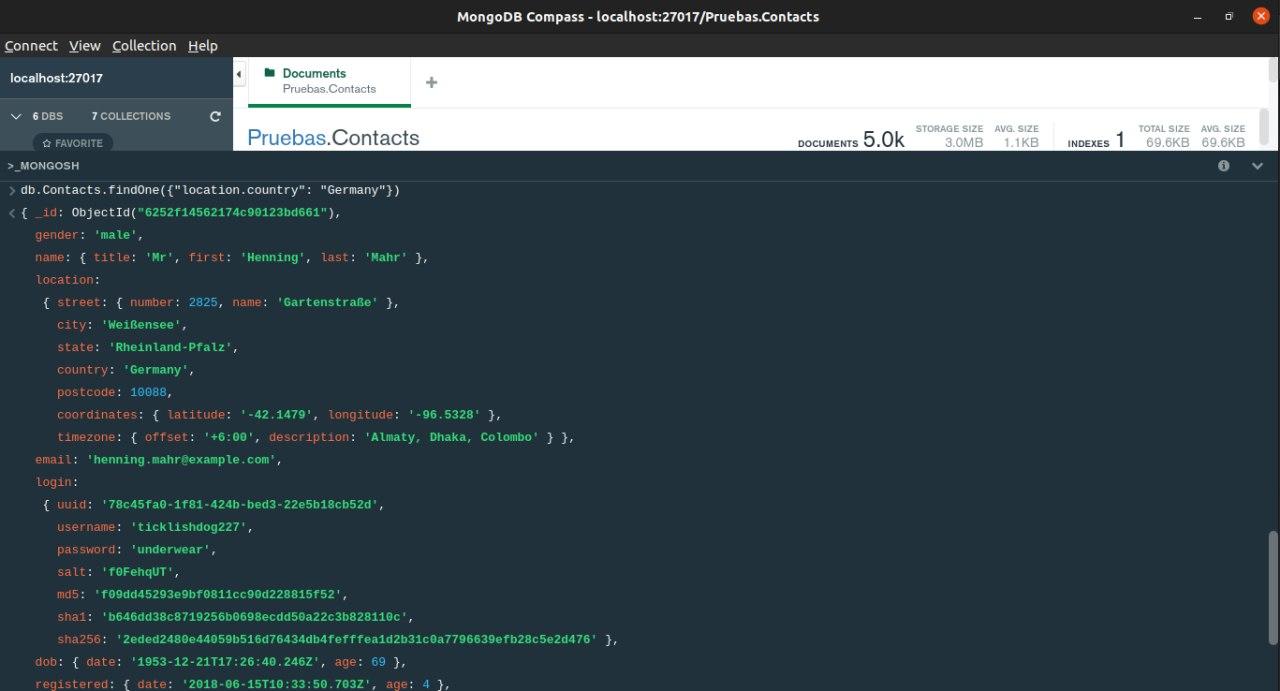 MongoDB Compass - localhost:27017/Pruebas.Contacts
Connect View Collection Help
localhost:27017
Documents
Pruebas.Contacts
6 DBS 7 COLLECTIONS
FAVORITE
Pruebas.Contacts
DOCUMENTS 5.0k
STORAGE SIZE
3.0MB
AVG. SIZE
1.1KB
INDEXES 1
TOTAL SIZE
69.6KB
AVG. SIZE
69.6KB
>_MONGOSH
> db.Contacts.findOne({"location.country": "Germany"})
< { _id: ObjectId("6252f14562174c90123bd661"),
gender: 'male',
name: { title: 'Mr', first: 'Henning', last: 'Mahr' },
location:
{ street: { number: 2825, name: 'Gartenstraße' },
city: 'Weißensee',
state: 'Rheinland-Pfalz',
country: 'Germany',
postcode: 10088,
coordinates: { latitude: '-42.1479', longitude: '-96.5328' },
timezone: { offset: '+6:00', description: 'Almaty, Dhaka, Colombo' } },
email: 'henning.mahr@example.com',
login:
{ uuid: '78c45fa0-1f81-424b-bed3-22e5b18cb52d',
username: 'ticklishdog227',
password: 'underwear',
salt: 'f0FehqUT',
md5: 'f09dd45293e9bf0811cc90d228815f52',
sha1: 'b646dd38c8719256b0698ecdd50a22c3b828110c',
sha256: '2eded2480e44059b516d76434db4fefffea1d2b31c0a7796639efb28c5e2d476' },
dob: { date: '1953-12-21T17:26:40.246Z', age: 69 },
registered: { date: '2018-06-15T10:33:50.703Z', age: 4 },